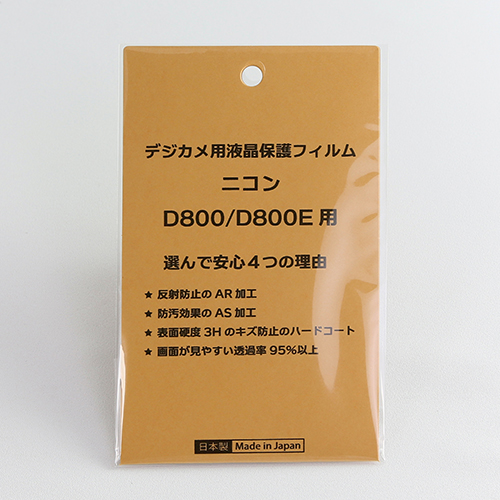 デジカメ用液晶保護フィルム
ニコン
D800/D800E 用
選んで安心4つの理由
★ 反射防止の AR 加工
★ 防汚効果の AS 加工
★ 表面硬度 3H のキズ防止のハードコート
★ 画面が見やすい透過率 95%以上
日本製 Made in Japan